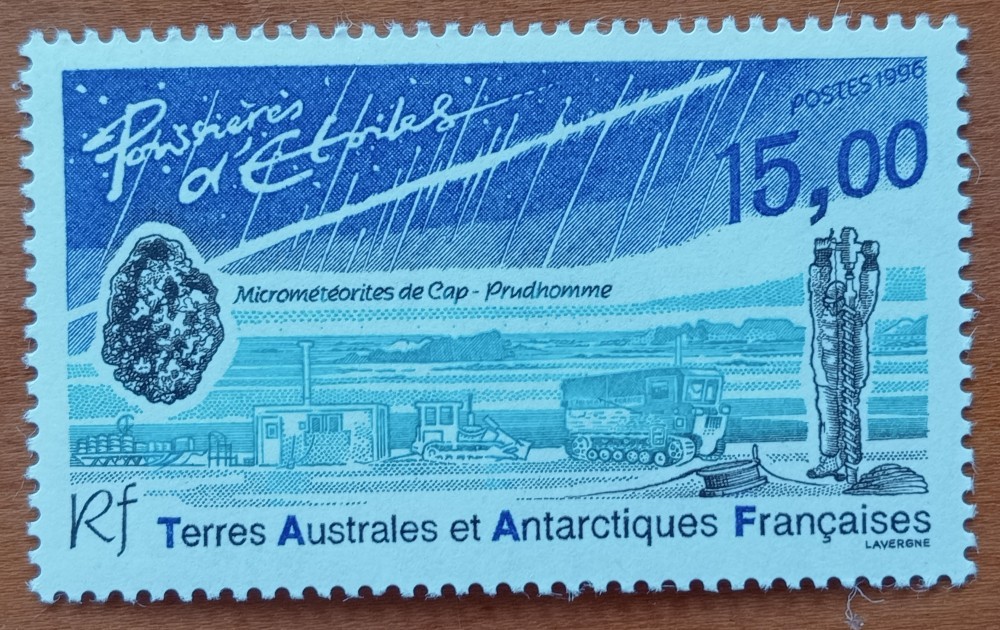 Poussières
d'Etoiles
POSTES 1996
15,00
Micrométéorites de Cap - Prudhomme
Rf
Terres Australes et Antarctiques Françaises
LAVERGNE